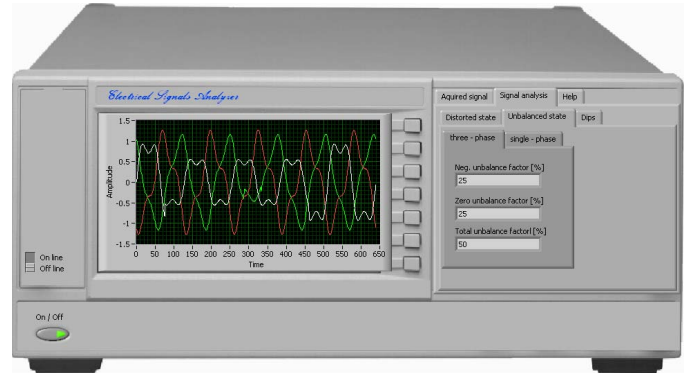 Electrical Signals Analyzer
Aquired signal Signal analysis Help
Distorted state Unbalanced state Dips
three - phase single - phase
Neg. unbalance factor [%]
25
Zero unbalance factor [%]
25
Total unbalance factorl [%]
50
1.5
1
0.5
0
-0.5
-1
-1.5
Amplitude
0 50 100 150 200 250 300 350 400 450 500 550 600 650
Time
On line
Off line
On / Off